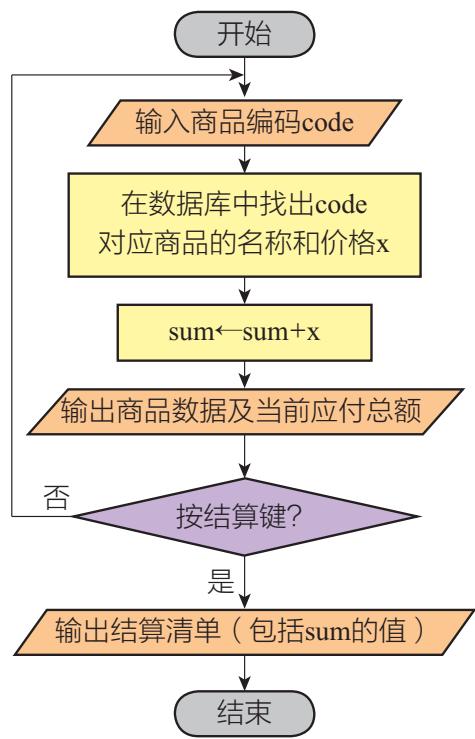 开始
输入商品编码code
在数据库中找出code
对应商品的名称和价格x
sum←sum+x
输出商品数据及当前应付总额
否
按结算键?
是
输出结算清单（包括sum的值）
结束